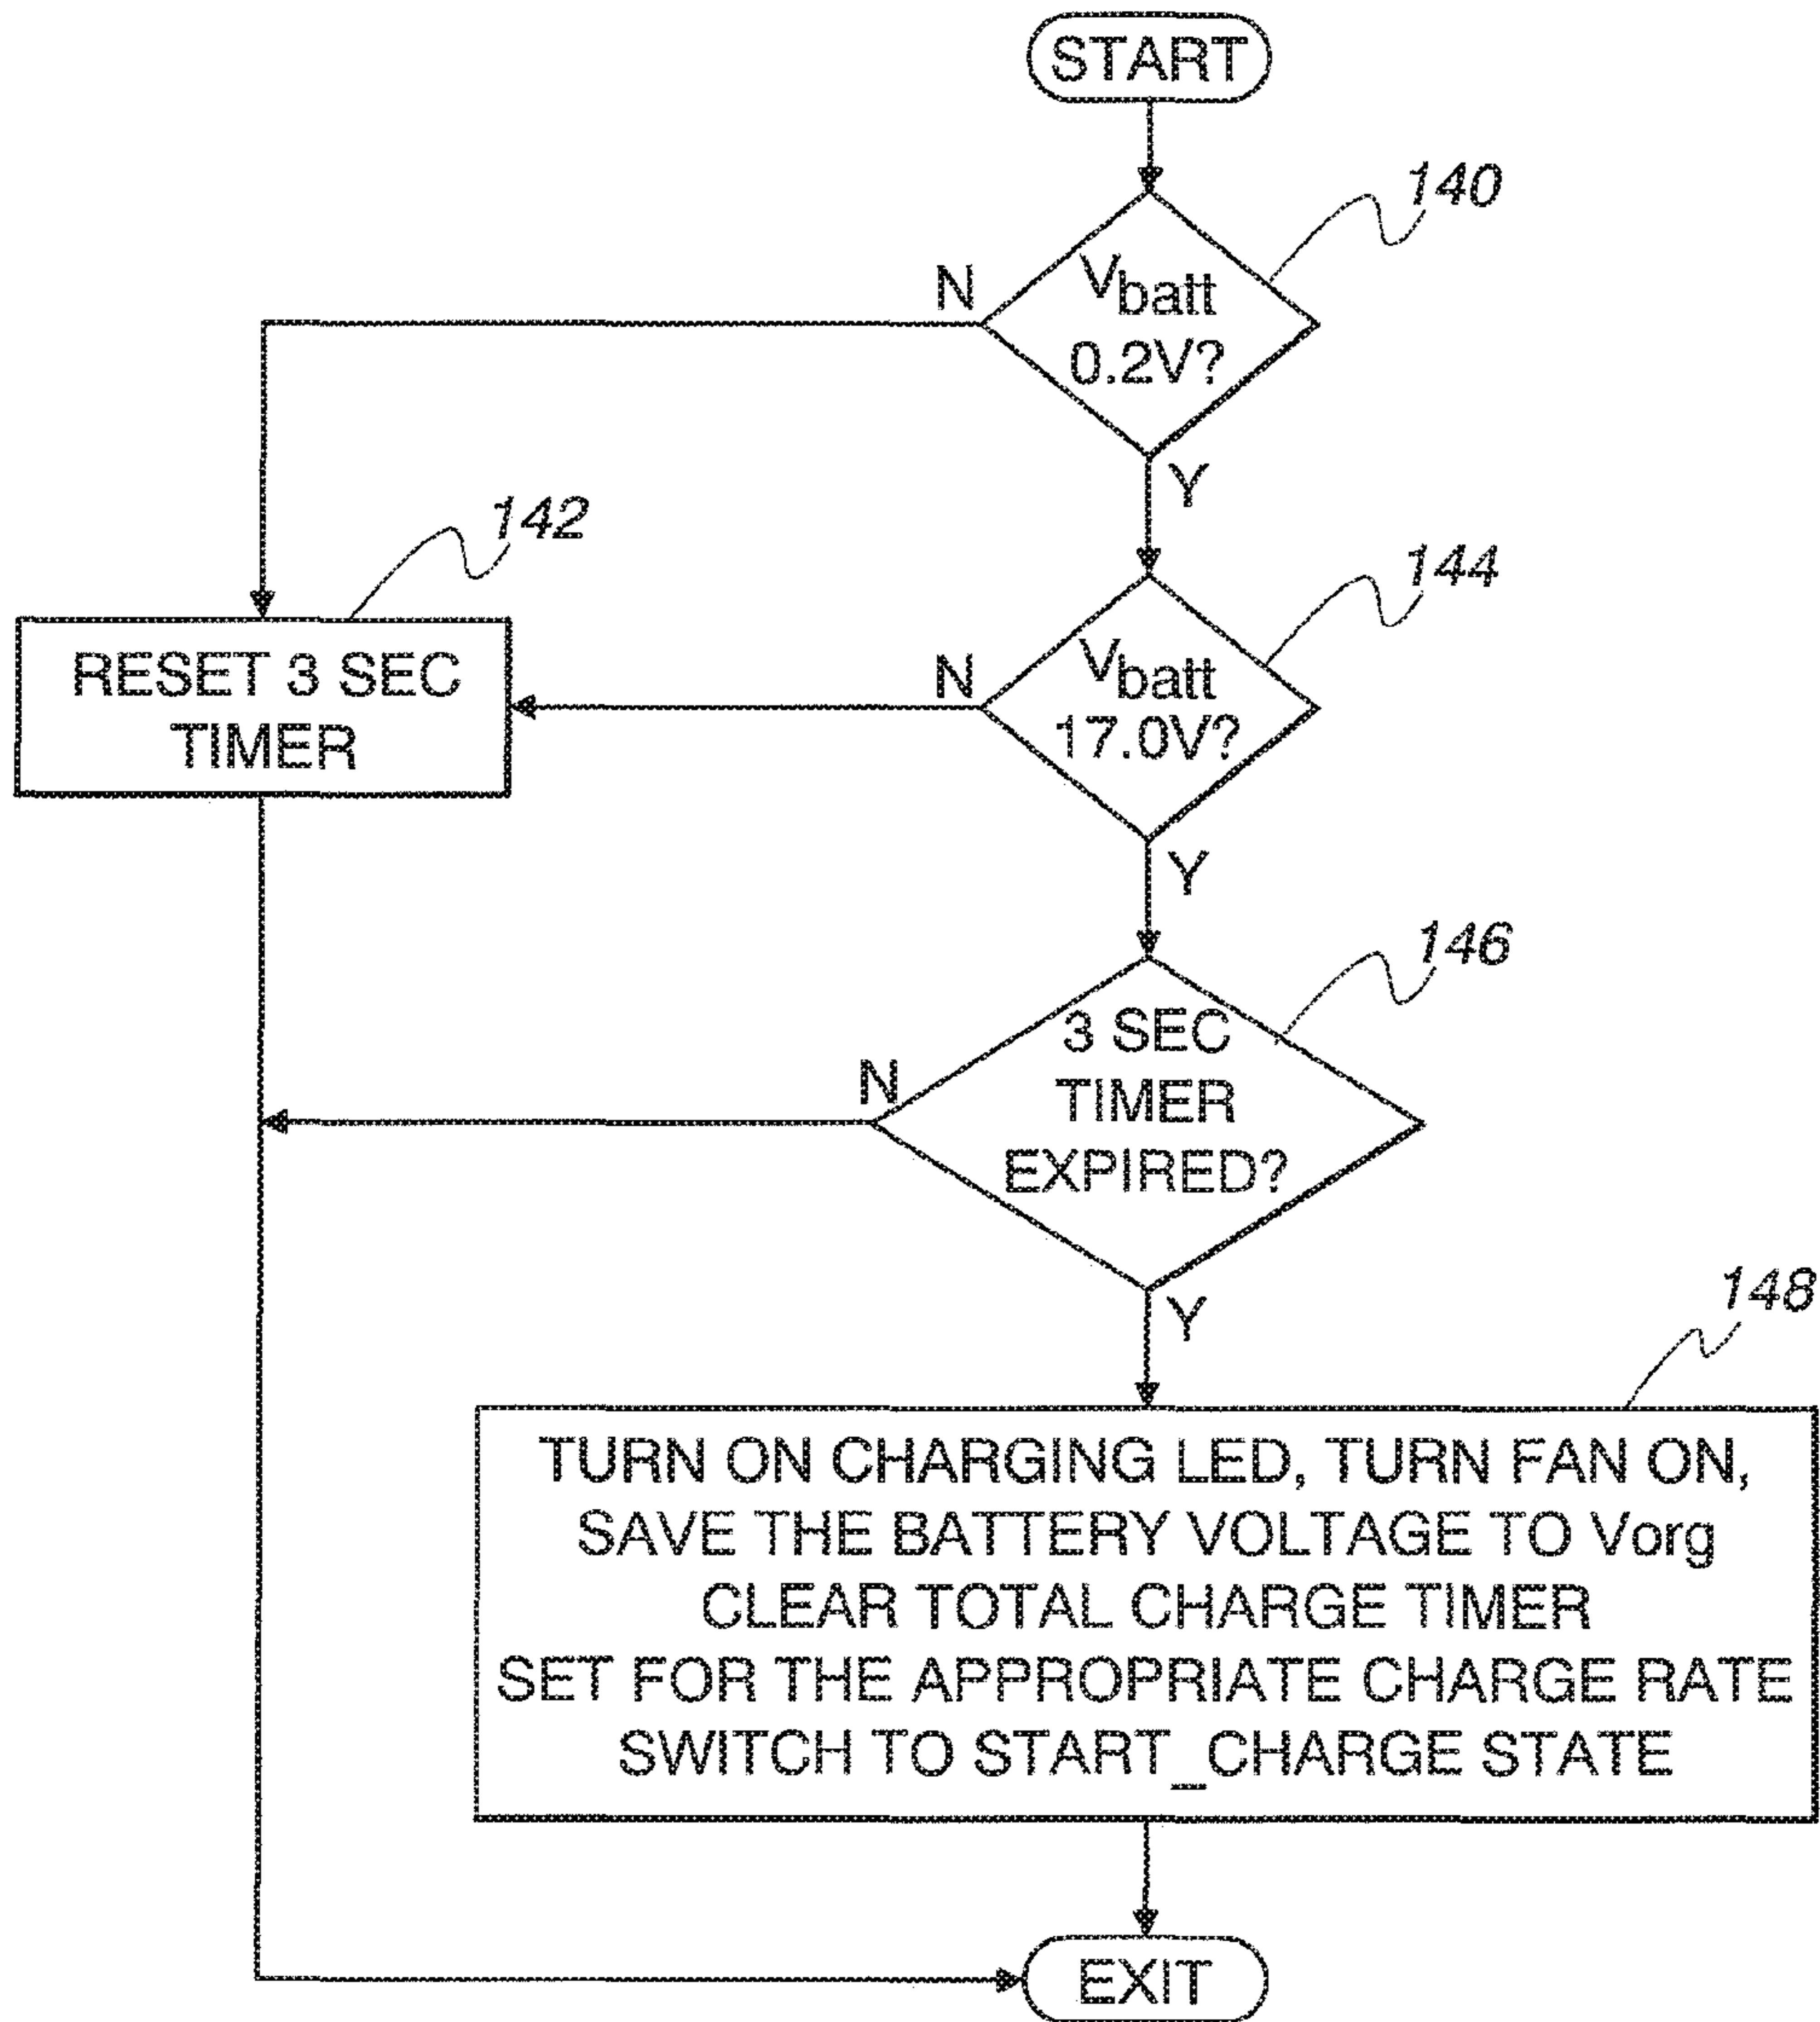 START
140
N
Vbatt
0.2V?
Y
142
144
RESET 3 SEC
TIMER
N
Vbatt
17.0V?
Y
146
3 SEC
N
TIMER
EXPIRED?
Y
148
TURN ON CHARGING LED, TURN FAN ON,
SAVE THE BATTERY VOLTAGE TO Vorg
CLEAR TOTAL CHARGE TIMER
SET FOR THE APPROPRIATE CHARGE RATE
SWITCH TO START_CHARGE STATE
EXIT